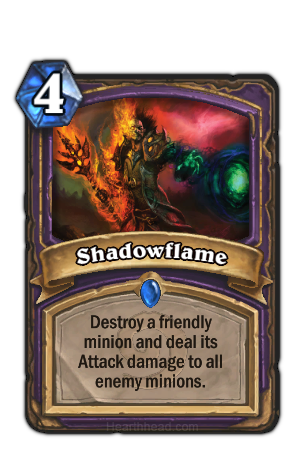 4
Shadowflame
Destroy a friendly
minion and deal its
Attack damage to all
enemy minions.
Hearthhead.com